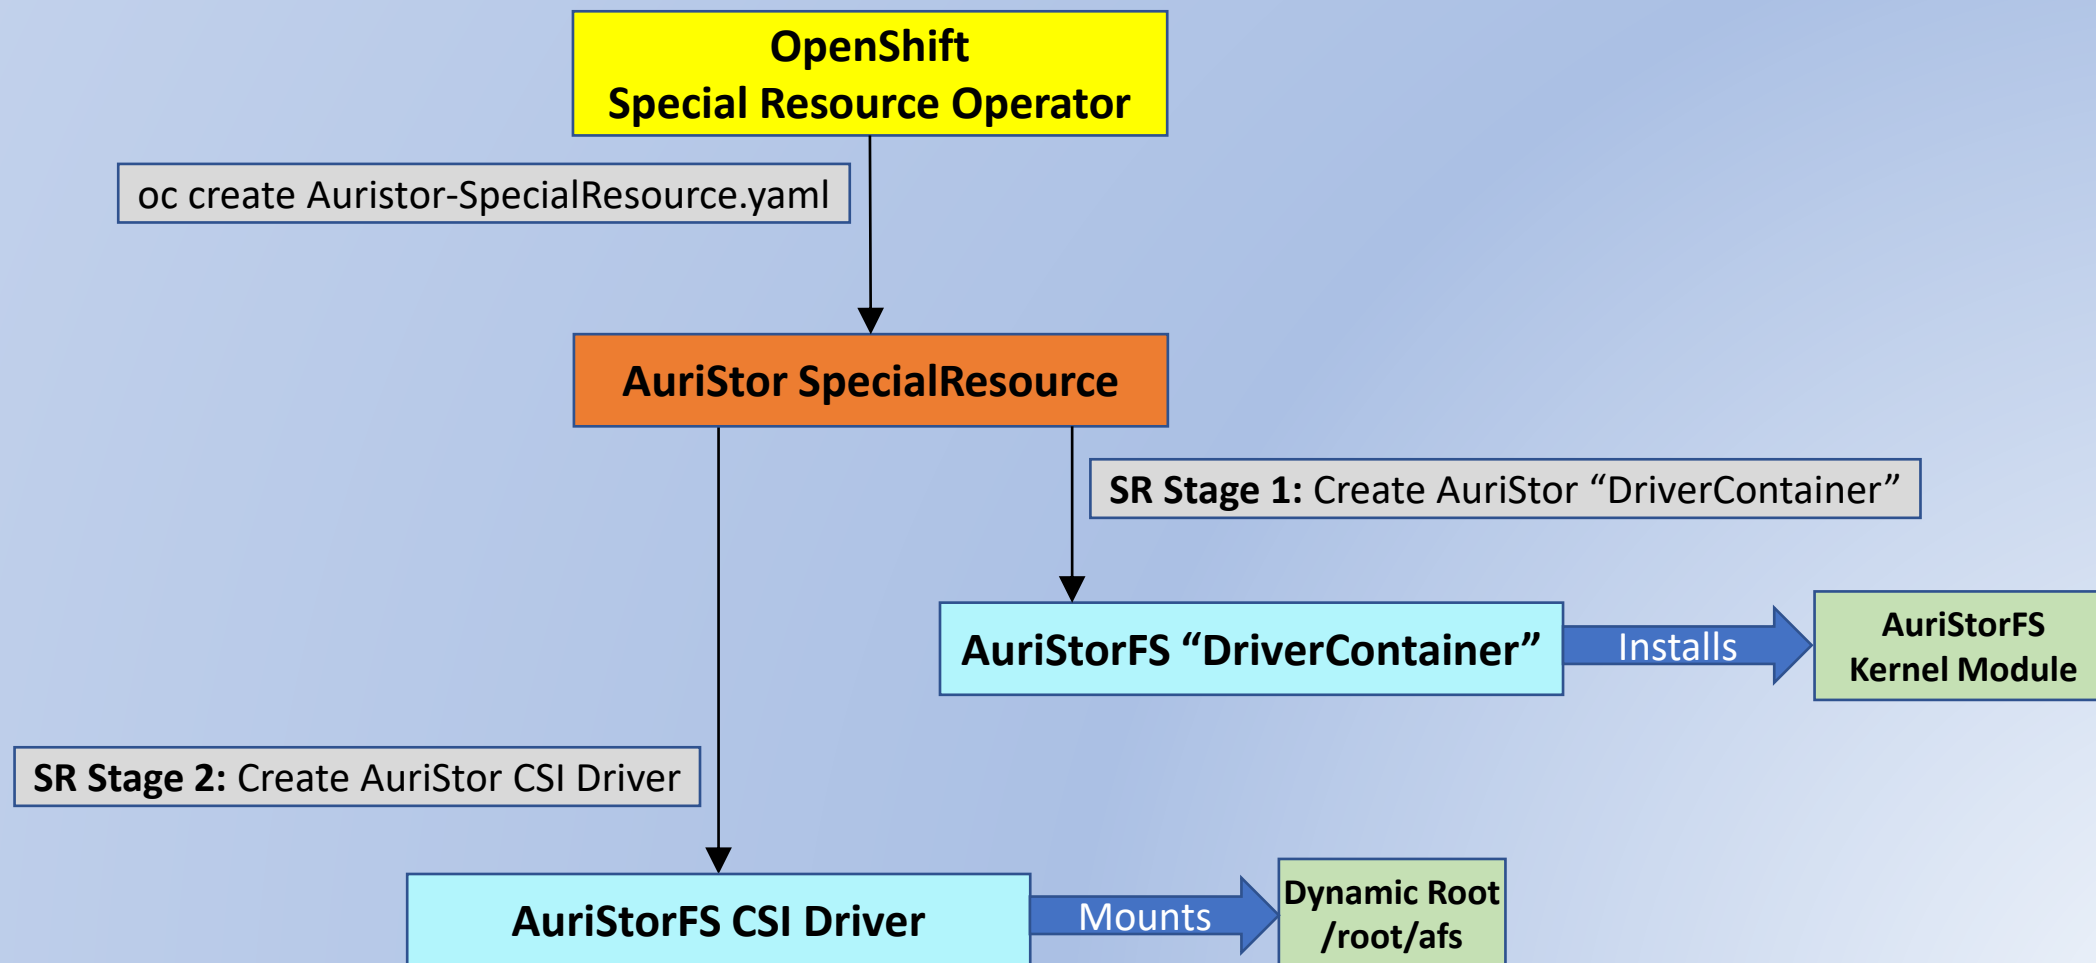 OpenShift
Special Resource Operator
oc create Auristor-SpecialResource.yaml
AuriStor SpecialResource
SR Stage 1: Create AuriStor “DriverContainer”
AuriStorFS “DriverContainer”
Installs
AuriStorFS
Kernel Module
SR Stage 2: Create AuriStor CSI Driver
AuriStorFS CSI Driver
Mounts
Dynamic Root
/root/afs